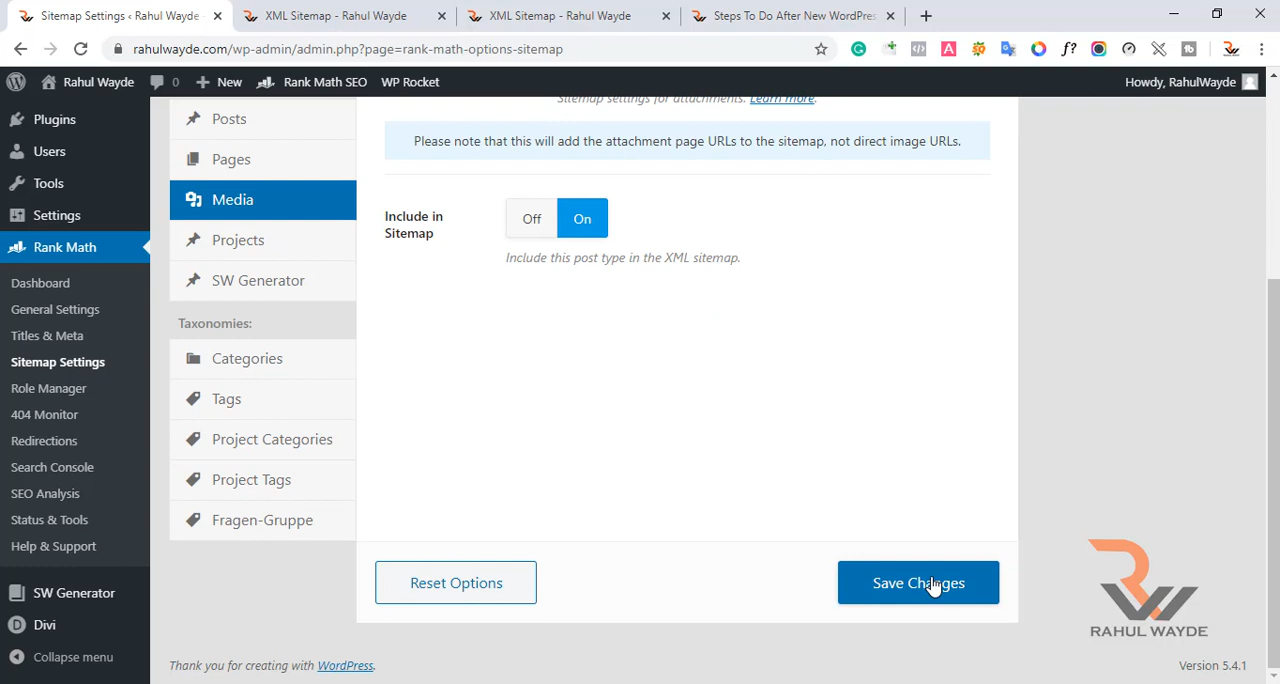 Sitemap Settings ‹ Rahul Wayde -
XML Sitemap - Rahul Wayde
XML Sitemap - Rahul Wayde
Steps To Do After New WordPres
rahulwayde.com/wp-admin/admin.php?page=rank-math-options-sitemap
Rahul Wayde
0
New
Rank Math SEO
WP Rocket
Howdy, RahulWayde
Plugins
Users
Tools
Settings
Rank Math
Dashboard
General Settings
Titles & Meta
Sitemap Settings
Role Manager
404 Monitor
Redirections
Search Console
SEO Analysis
Status & Tools
Help & Support
SW Generator
Divi
Collapse menu
Posts
Pages
Media
Projects
SW Generator
Taxonomies:
Categories
Tags
Project Categories
Project Tags
Fragen-Gruppe
Sitemap settings for attachments. Learn more.
Please note that this will add the attachment page URLs to the sitemap, not direct image URLs.
Include in
Sitemap
Off
On
Include this post type in the XML sitemap.
Reset Options
Save Changes
RAHUL WAYDE
Thank you for creating with WordPress.
Version 5.4.1